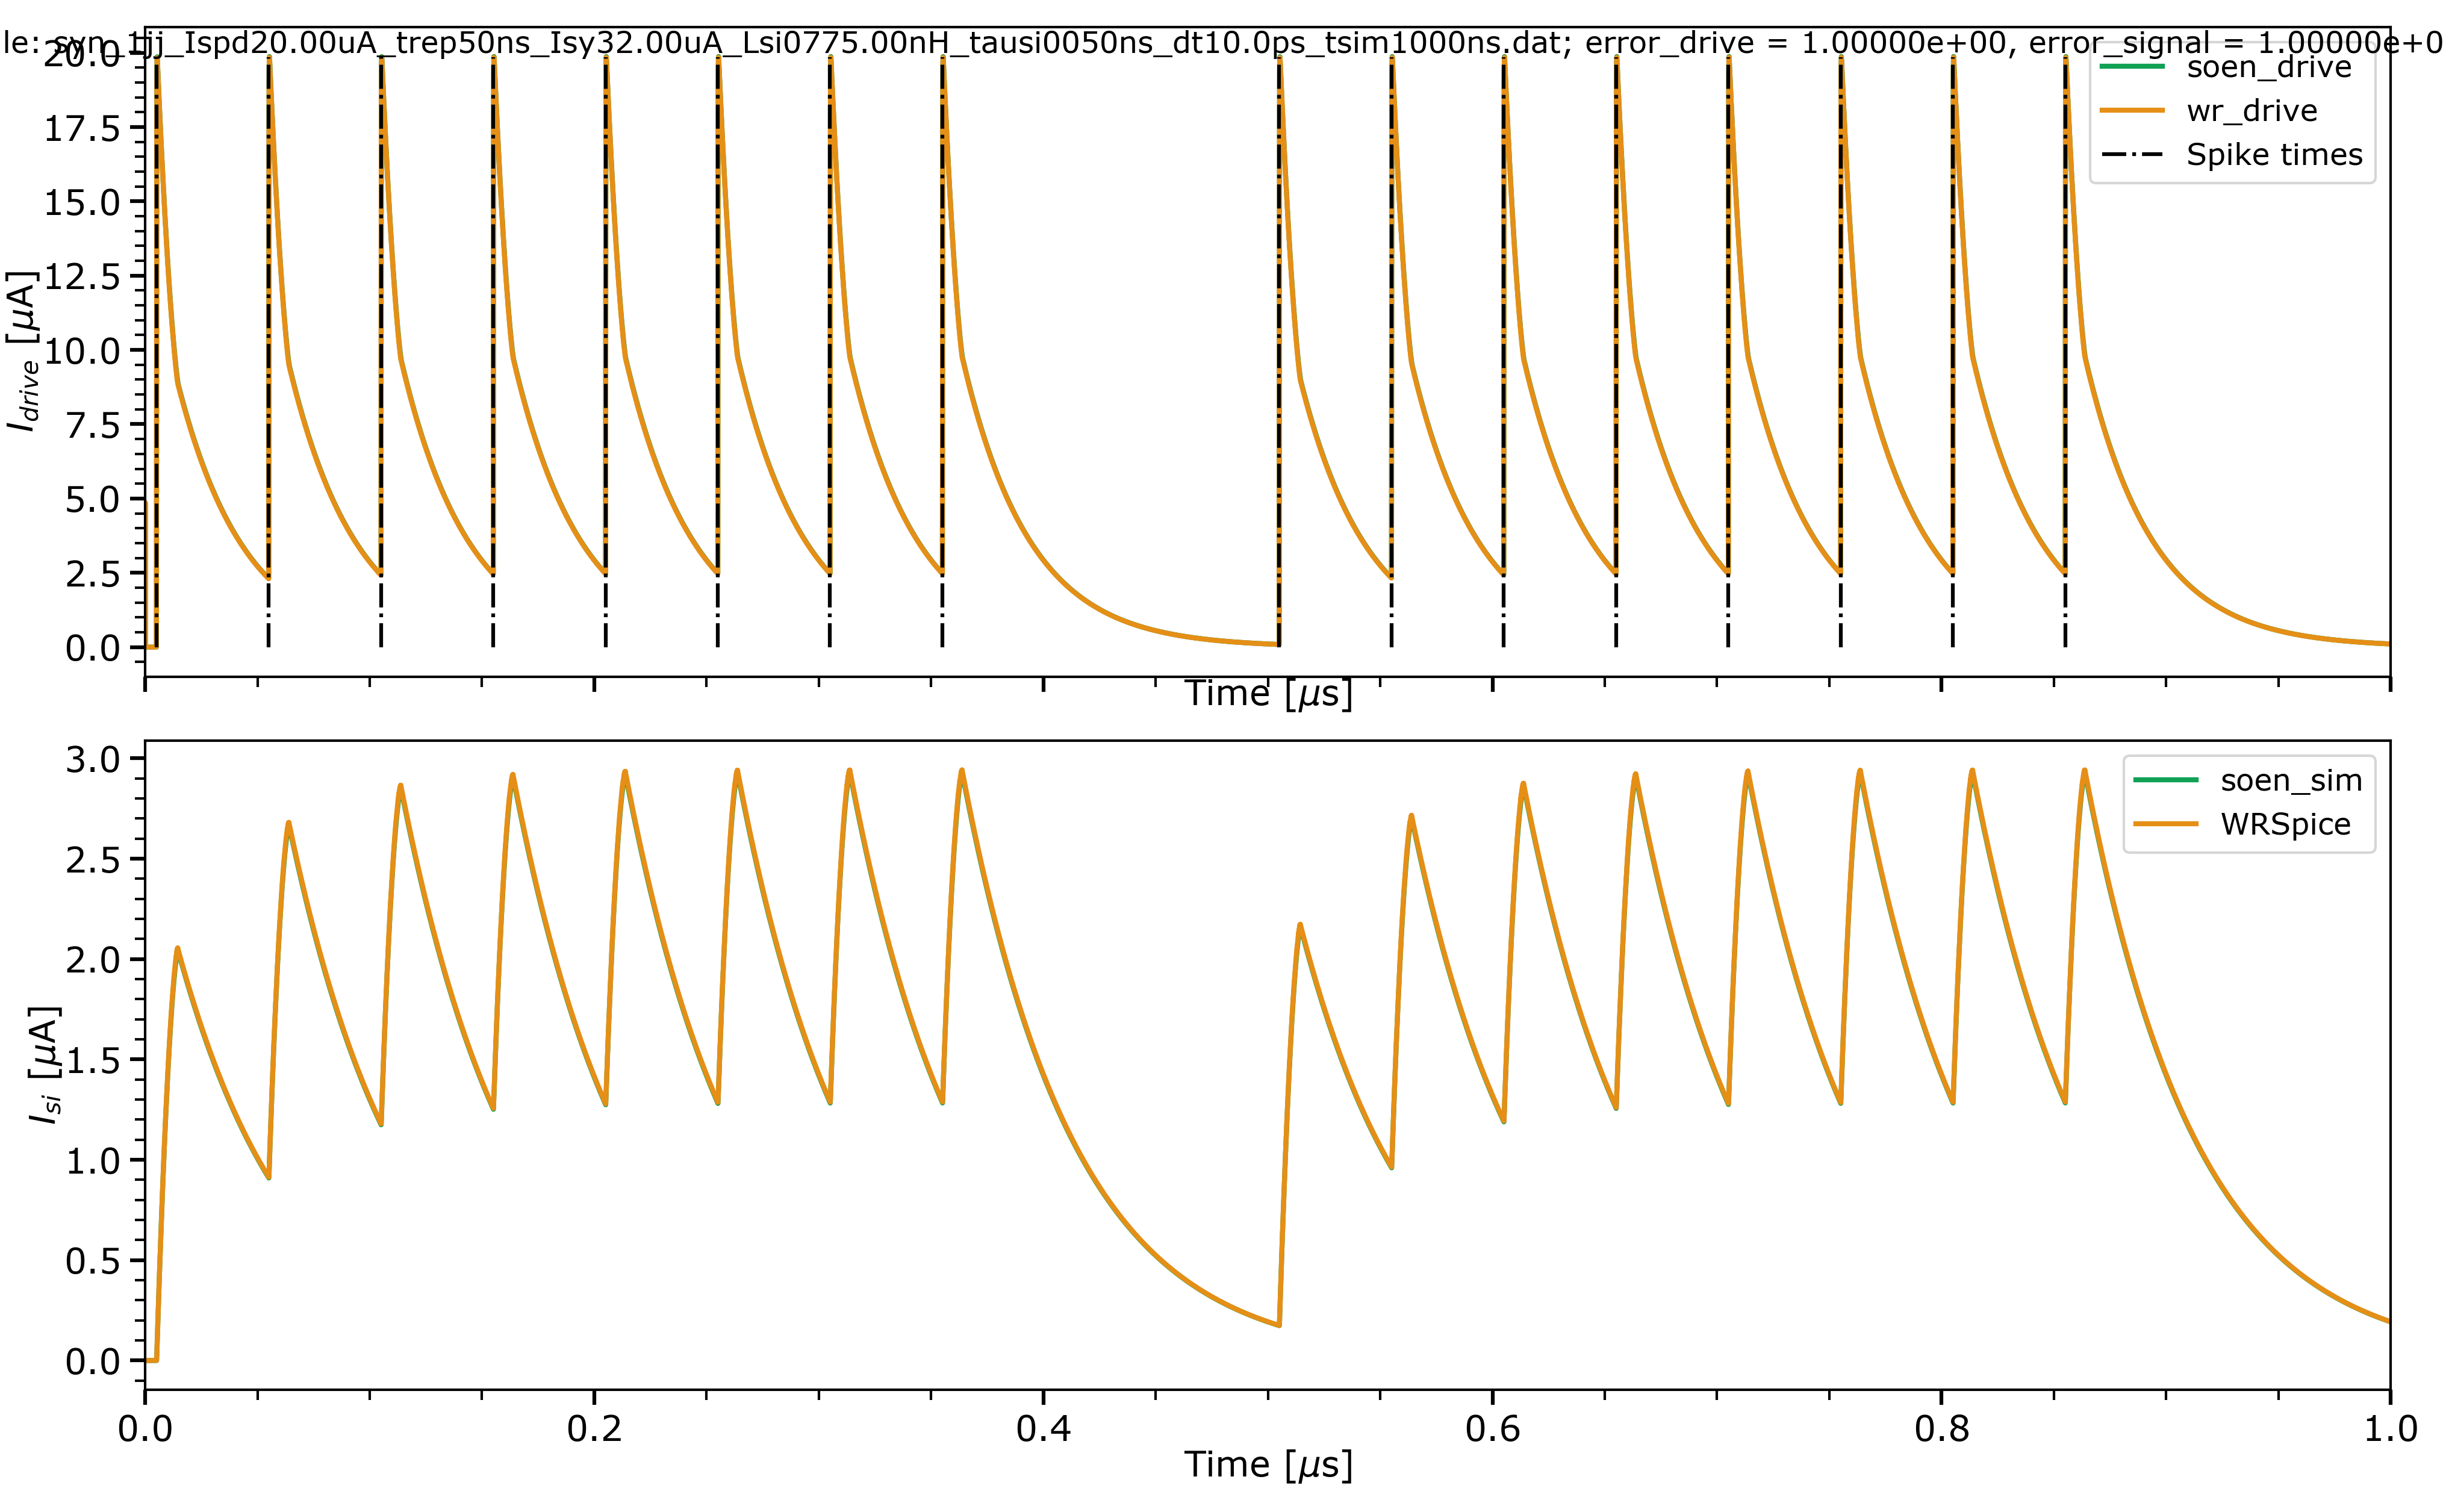 le: syn_1jj_Ispd20.00uA_trep50ns_Isy32.00uA_Lsi0775.00nH_tausi0050ns_dt10.0ps_tsim1000ns.dat; error_drive = 1.00000e+00, error_signal = 1.00000e+0
20.0
17.5
15.0
12.5
10.0
7.5
5.0
2.5
0.0
I_drive [μA]
soen_drive
wr_drive
Spike times
Time [μs]
3.0
2.5
2.0
1.5
1.0
0.5
0.0
I_si [μA]
soen_sim
WRSpice
0.0 0.2 0.4 0.6 0.8 1.0
Time [μs]